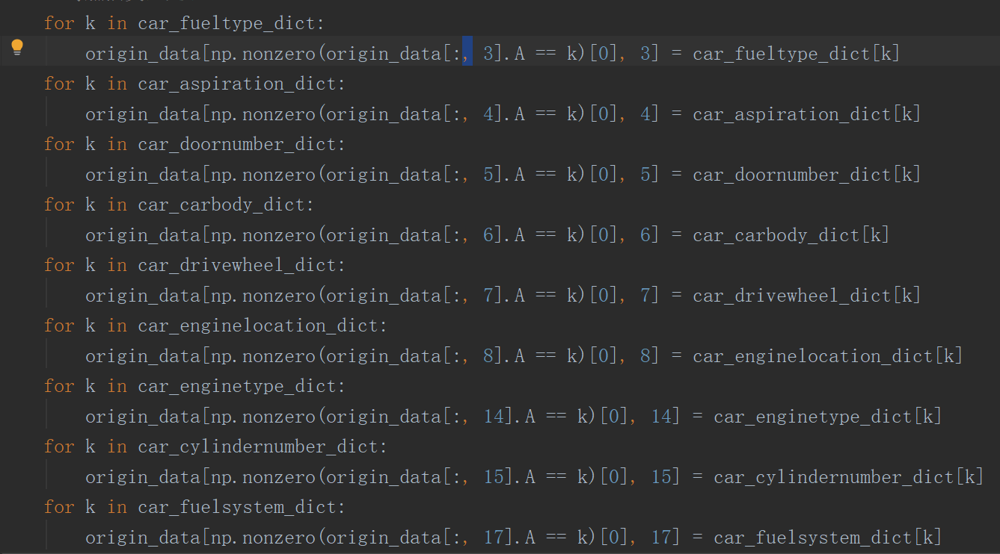 for k in car_fueltype_dict:
    origin_data[np.nonzero(origin_data[:, 3].A == k)[0], 3] = car_fueltype_dict[k]
for k in car_aspiration_dict:
    origin_data[np.nonzero(origin_data[:, 4].A == k)[0], 4] = car_aspiration_dict[k]
for k in car_doornumber_dict:
    origin_data[np.nonzero(origin_data[:, 5].A == k)[0], 5] = car_doornumber_dict[k]
for k in car_carbody_dict:
    origin_data[np.nonzero(origin_data[:, 6].A == k)[0], 6] = car_carbody_dict[k]
for k in car_drivewheel_dict:
    origin_data[np.nonzero(origin_data[:, 7].A == k)[0], 7] = car_drivewheel_dict[k]
for k in car_enginelocation_dict:
    origin_data[np.nonzero(origin_data[:, 8].A == k)[0], 8] = car_enginelocation_dict[k]
for k in car_enginetype_dict:
    origin_data[np.nonzero(origin_data[:, 14].A == k)[0], 14] = car_enginetype_dict[k]
for k in car_cylindernumber_dict:
    origin_data[np.nonzero(origin_data[:, 15].A == k)[0], 15] = car_cylindernumber_dict[k]
for k in car_fuelsystem_dict:
    origin_data[np.nonzero(origin_data[:, 17].A == k)[0], 17] = car_fuelsystem_dict[k]